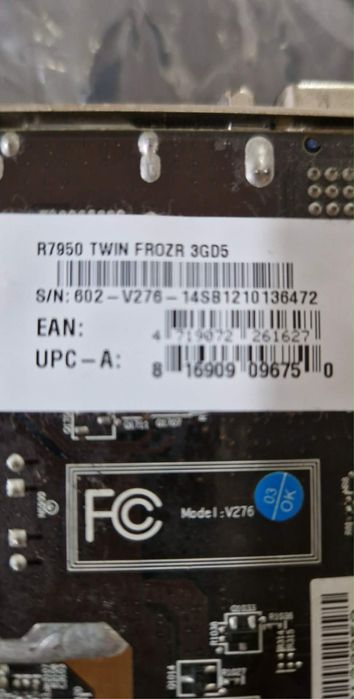 R7950 TWIN FROZR 3GD5
S/N: 602-V276-14SB1210136472
EAN:
4 719072 261627
UPC-A:
8 16909 09675 0
FC
Model:V276
03
OK